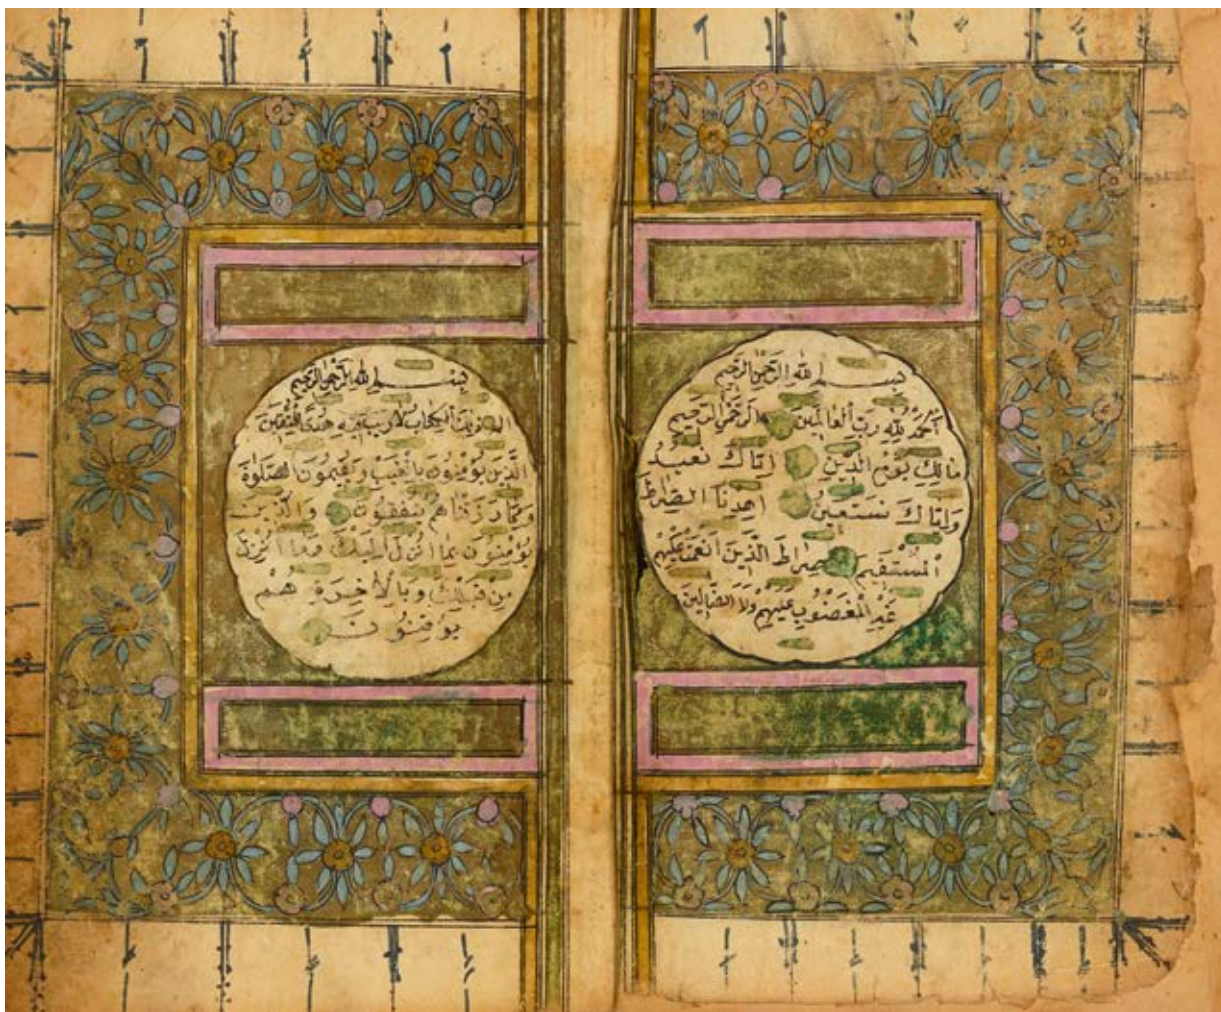 بسم الله الرحمن الرحيم
الحمد لله رب العالمين الرحمن الرحيم
مالك يوم الدين اياك نعبد
واياك نستعين اهدنا الصراط
المستقيم صراط الذين انعمت عليهم
غير المغضوب عليهم ولا الضالين
بسم الله الرحمن الرحيم
الم ذلك الكتاب لا ريب فيه هدى للمتقين
الذين يؤمنون بالغيب ويقيمون الصلوة
ومما رزقناهم ينفقون والذين
يؤمنون بما انزل اليك وما انزل
من قبلك وبالاخرة هم
يوقنون